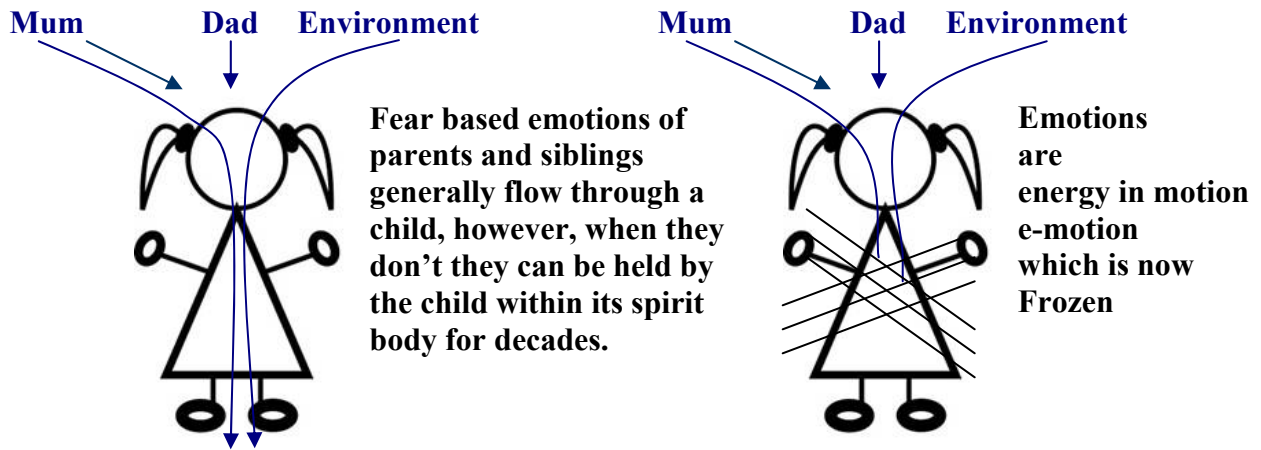 Mum Dad Environment
Fear based emotions of
parents and siblings
generally flow through a
child, however, when they
don’t they can be held by
the child within its spirit
body for decades.
Mum Dad Environment
Emotions
are
energy in motion
e-motion
which is now
Frozen